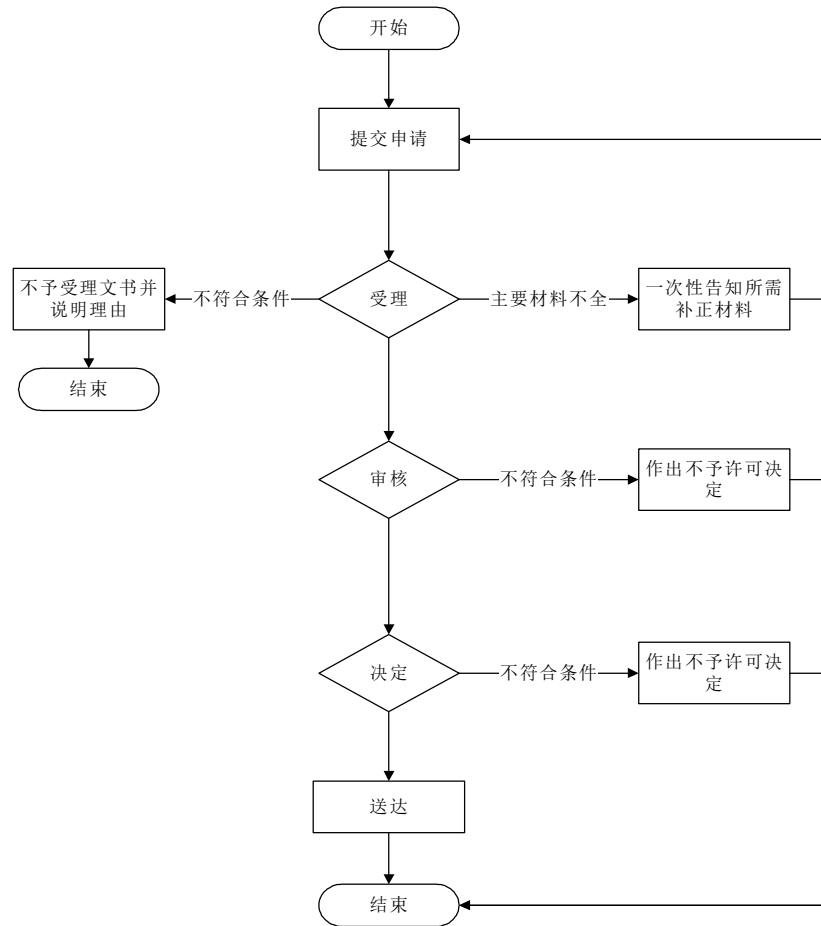 开始
提交申请
不予受理文书并
说明理由
不符合条件
受理
主要材料不全
一次性告知所需
补正材料
结束
审核
不符合条件
作出不予许可决
定
决定
不符合条件
作出不予许可决
定
送达
结束